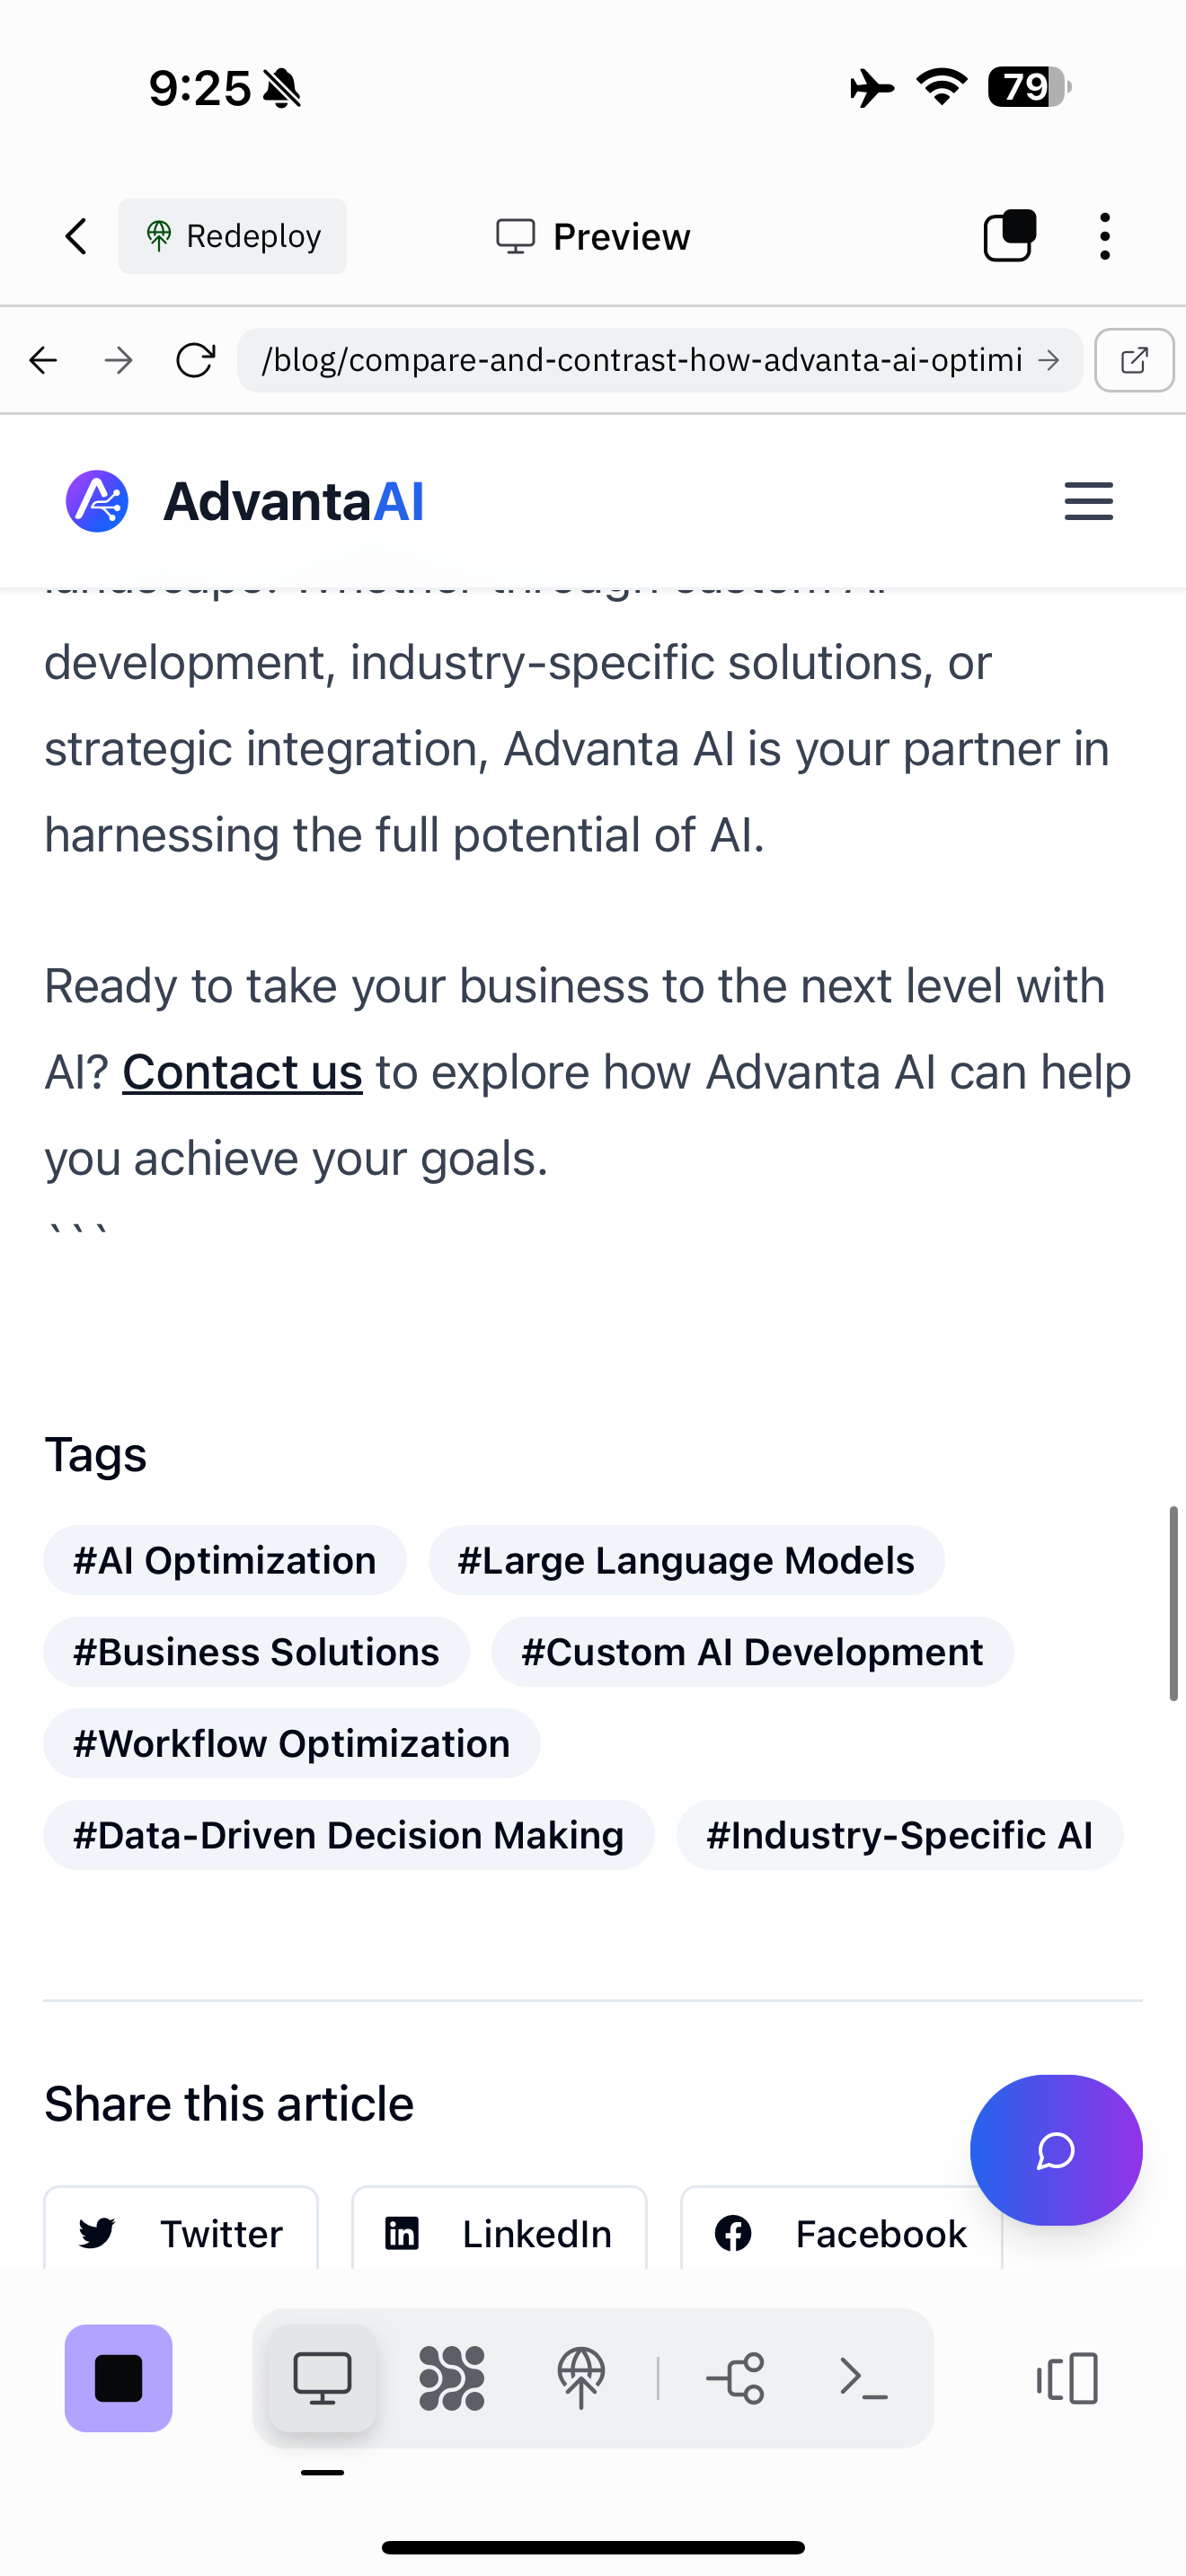 9:25
79
Redeploy
Preview
/blog/compare-and-contrast-how-advanta-ai-optimi
AdvantaAI
development, industry-specific solutions, or
strategic integration, Advanta AI is your partner in
harnessing the full potential of AI.
Ready to take your business to the next level with
AI? Contact us to explore how Advanta AI can help
you achieve your goals.
```
Tags
#AI Optimization #Large Language Models
#Business Solutions #Custom AI Development
#Workflow Optimization
#Data-Driven Decision Making #Industry-Specific AI
Share this article
Twitter LinkedIn Facebook